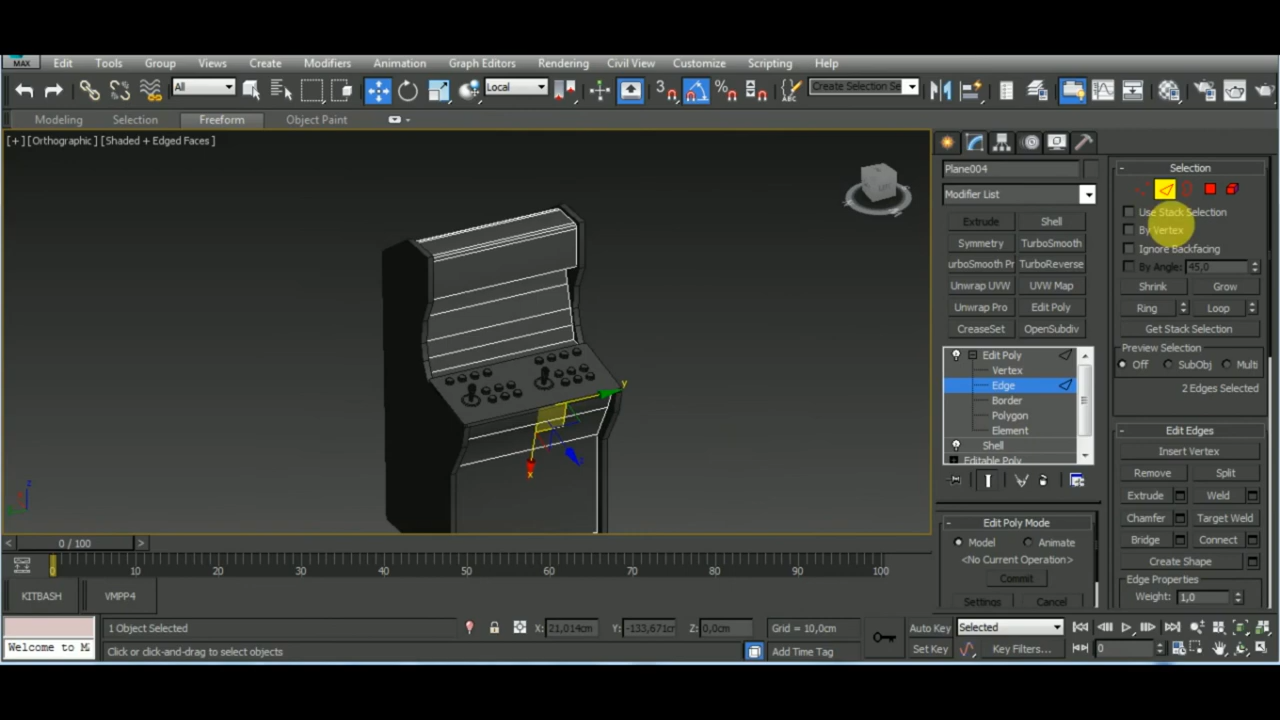 MAX Edit Tools Group Views Create Modifiers Animation Graph Editors Rendering Civil View Customize Scripting Help
All Local 3 Create Selection Se
Modeling Selection Freeform Object Paint
[+][Orthographic][Shaded + Edged Faces]
UP
x
y
z
z
Plane004
Modifier List
Extrude Shell
Symmetry TurboSmooth
urboSmooth Pr TurboReverse
Unwrap UVW UVW Map
Unwrap Pro Edit Poly
CreaseSet OpenSubdiv
Edit Poly
Vertex
Edge
Border
Polygon
Element
Shell
Editable Poly
- Edit Poly Mode
Model Animate
<No Current Operation>
Commit
Settings Cancel
- Selection
Use Stack Selection
By Vertex
Ignore Backfacing
By Angle: 45,0
Shrink Grow
Ring Loop
Get Stack Selection
Preview Selection
Off SubObj Multi
2 Edges Selected
- Edit Edges
Insert Vertex
Remove Split
Extrude Weld
Chamfer Target Weld
Bridge Connect
Create Shape
Edge Properties
Weight: 1,0
< 0 / 100 >
0 10 20 30 40 50 60 70 80 90 100
KITBASH VMPP4
1 Object Selected X: 21,014cm Y: -133,671cr Z: 0,0cm Grid = 10,0cm Auto Key Selected
Welcome to M Click or click-and-drag to select objects Add Time Tag Set Key Key Filters... 0